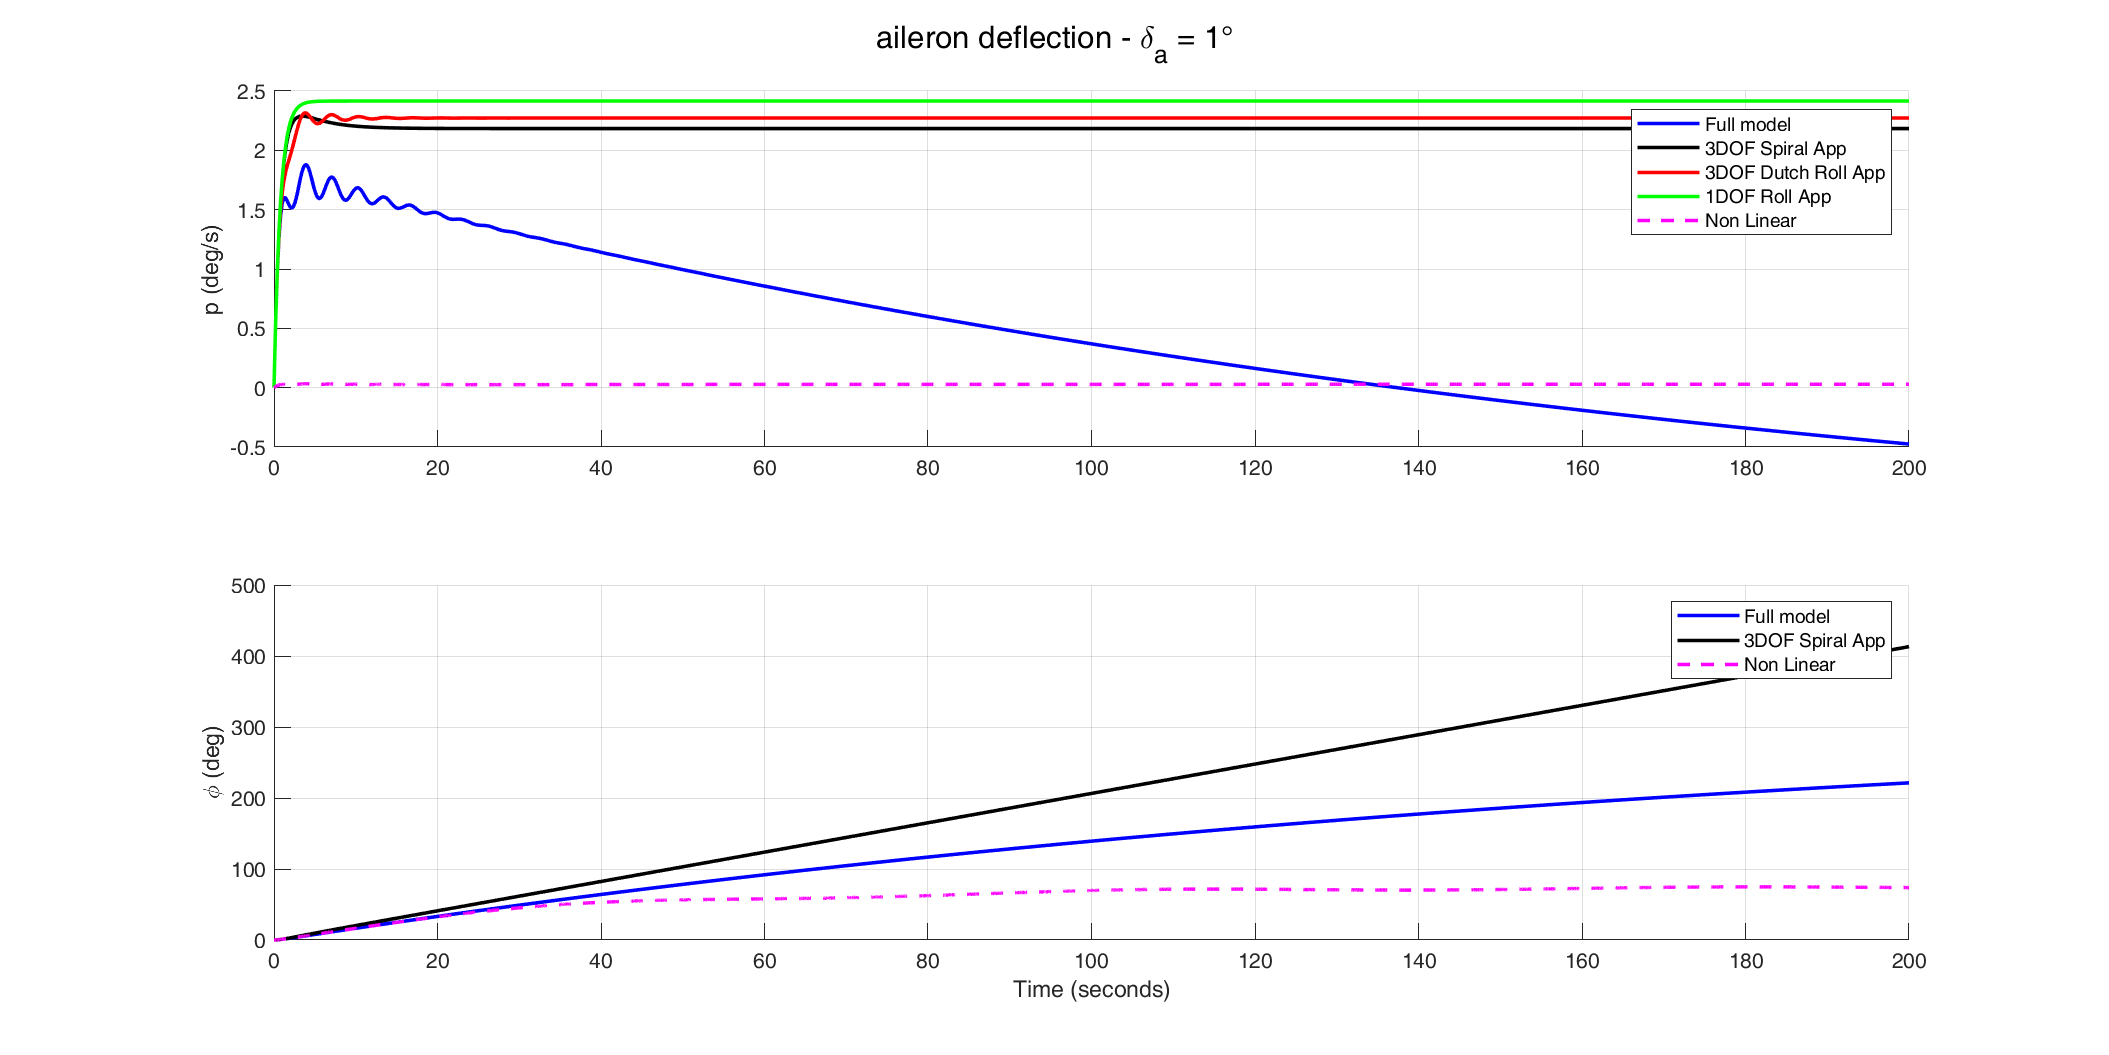 aileron deflection - δa = 1°
2.5
2
1.5
1
0.5
0
-0.5
p (deg/s)
Full model
3DOF Spiral App
3DOF Dutch Roll App
1DOF Roll App
Non Linear
0 20 40 60 80 100 120 140 160 180 200
500
400
300
200
100
0
ϕ (deg)
Full model
3DOF Spiral App
Non Linear
0 20 40 60 80 100 120 140 160 180 200
Time (seconds)